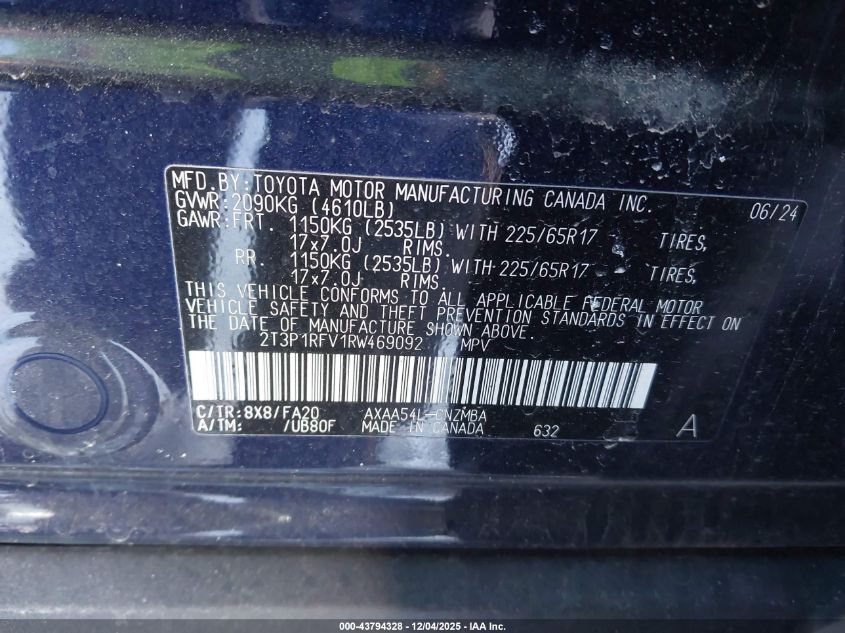 MFD.BY:TOYOTA MOTOR MANUFACTURING CANADA INC. 06/24
GVWR:2090KG (4610LB)
GAWR:FRT. 1150KG (2535LB) WITH 225/65R17 TIRES,
17x7.0J RIMS.
RR. 1150KG (2535LB) WITH 225/65R17 TIRES,
17x7.0J RIMS.
THIS VEHICLE CONFORMS TO ALL APPLICABLE FEDERAL MOTOR
VEHICLE SAFETY AND THEFT PREVENTION STANDARDS IN EFFECT ON
THE DATE OF MANUFACTURE SHOWN ABOVE.
2T3P1RFV1RW469092 MPV
C/TR:8X8/FA20 AXAA54L-CNZMBA
A/TM: /UB80F MADE IN CANADA 632 A
000-43794328 - 12/04/2025 - IAA Inc.